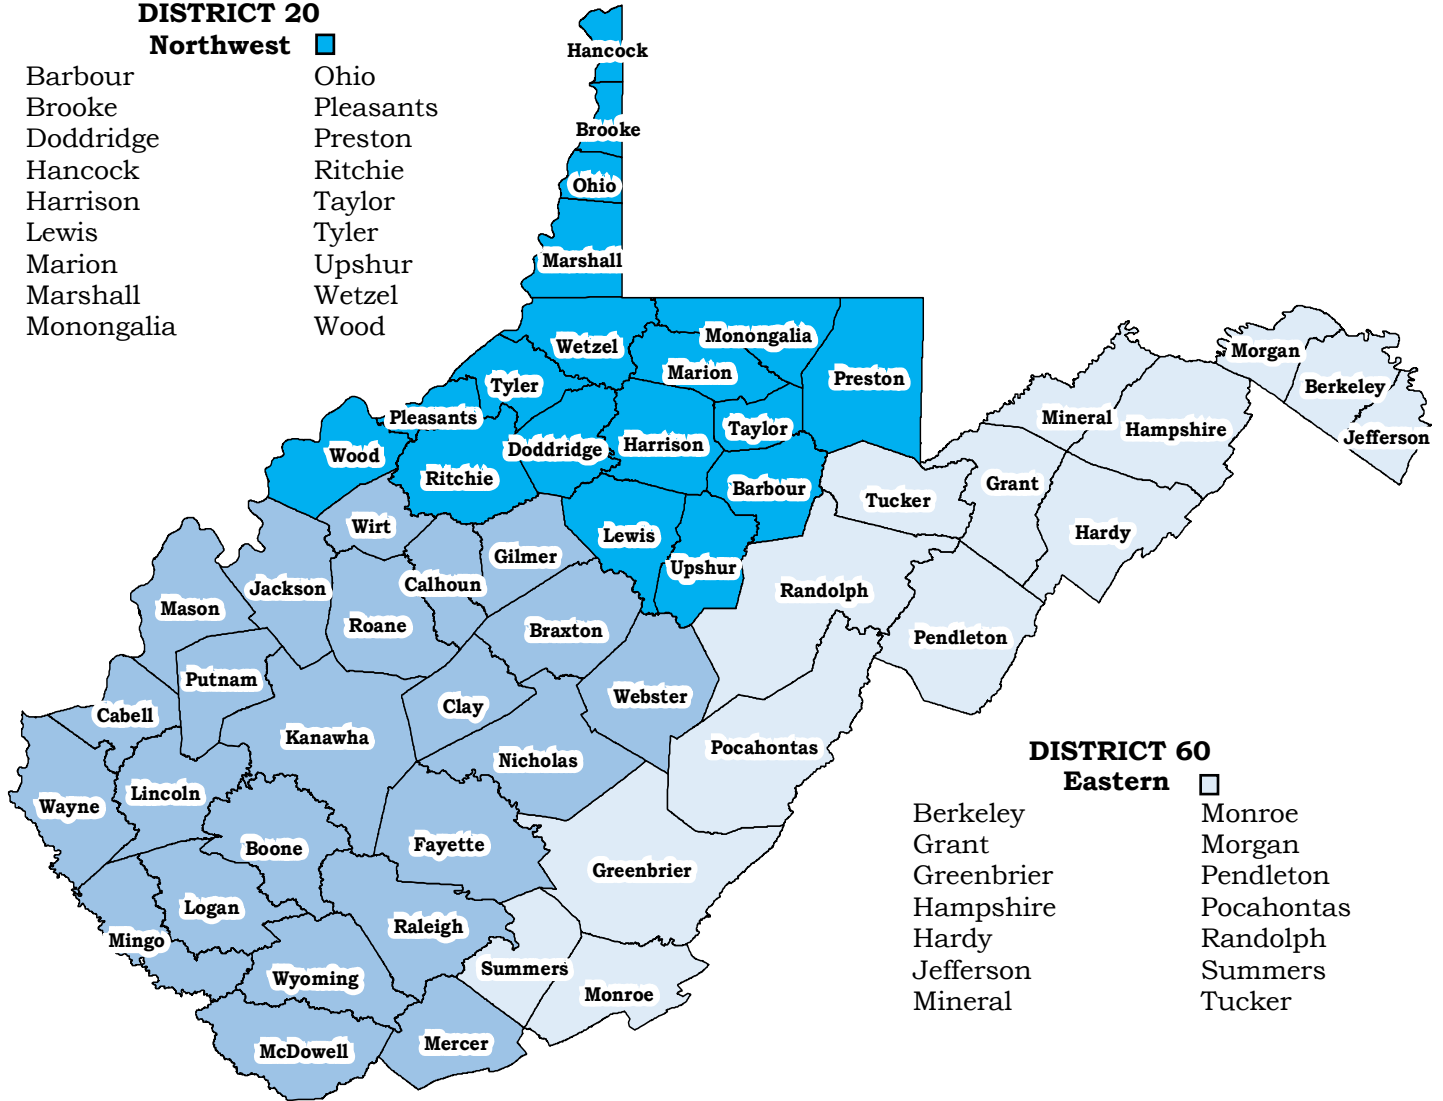 DISTRICT 20
Northwest
Barbour Ohio
Brooke Pleasants
Doddridge Preston
Hancock Ritchie
Harrison Taylor
Lewis Tyler
Marion Upshur
Marshall Wetzel
Monongalia Wood
Hancock
Brooke
Ohio
Marshall
Wetzel
Monongalia
Marion
Preston
Tyler
Pleasants
Doddridge
Harrison
Taylor
Wood
Ritchie
Barbour
Lewis
Upshur
Morgan
Berkeley
Jefferson
Mineral
Hampshire
Grant
Tucker
Hardy
Randolph
Pendleton
Wirt
Gilmer
Calhoun
Jackson
Mason
Roane
Braxton
Putnam
Clay
Webster
Cabell
Kanawha
Nicholas
Pocahontas
Wayne
Lincoln
Boone
Fayette
Greenbrier
Logan
Raleigh
Mingo
Wyoming
Summers
Monroe
McDowell
Mercer
DISTRICT 60
Eastern
Berkeley Monroe
Grant Morgan
Greenbrier Pendleton
Hampshire Pocahontas
Hardy Randolph
Jefferson Summers
Mineral Tucker